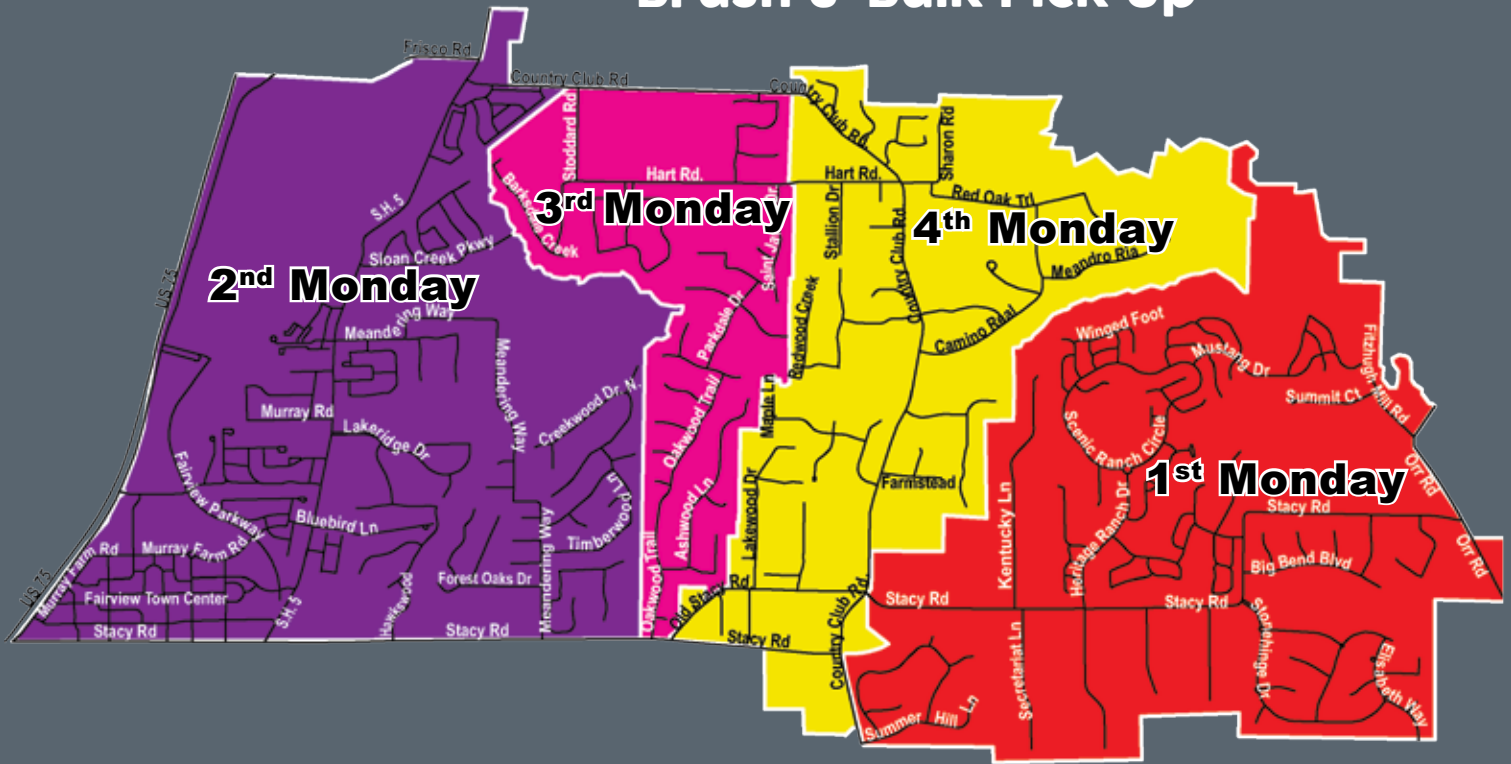 Brush & Bulk Pick Up
Frisco Rd
Country Club Rd
Country Club Rd
Stoddard Rd
Sharon Rd
Hart Rd.
Hart Rd.
Barksdale Creek
3rd Monday
Red Oak Trl
S.H. 5
Stallion Dr
Country Club Rd
4th Monday
Sloan Creek Pkwy
Meandro Ria
US 75
2nd Monday
Redwood Creek
Parkdale Dr
Camino Real
Meandering Way
Winged Foot
Meandering Way
Mustang Dr
Fitzhugh Mill Rd
Maple Ln
Summit Ct
Creekwood Dr. N.
Murray Rd
Lakeridge Dr
Oakwood Trail
Scenic Ranch Circle
Fairview Parkway
1st Monday
Orr Rd
Farmstead
Timberwood Ln
Ashwood Ln
Lakewood Dr
Kentucky Ln
Heritage Ranch Dr
Stacy Rd
Bluebird Ln
Meandering Way
Murray Farm Rd
Murray Farm Rd
Orr Rd
Big Bend Blvd
US 75
Forest Oaks Dr
Oakwood Trail
Old Stacy Rd
Hawkswood
Fairview Town Center
S.H. 5
Stacy Rd
Stacy Rd
Stacy Rd
Stacy Rd
Stacy Rd
Country Club Rd
Secretariat Ln
Stonehinge Dr
Elisabeth Way
Summer Hill Ln